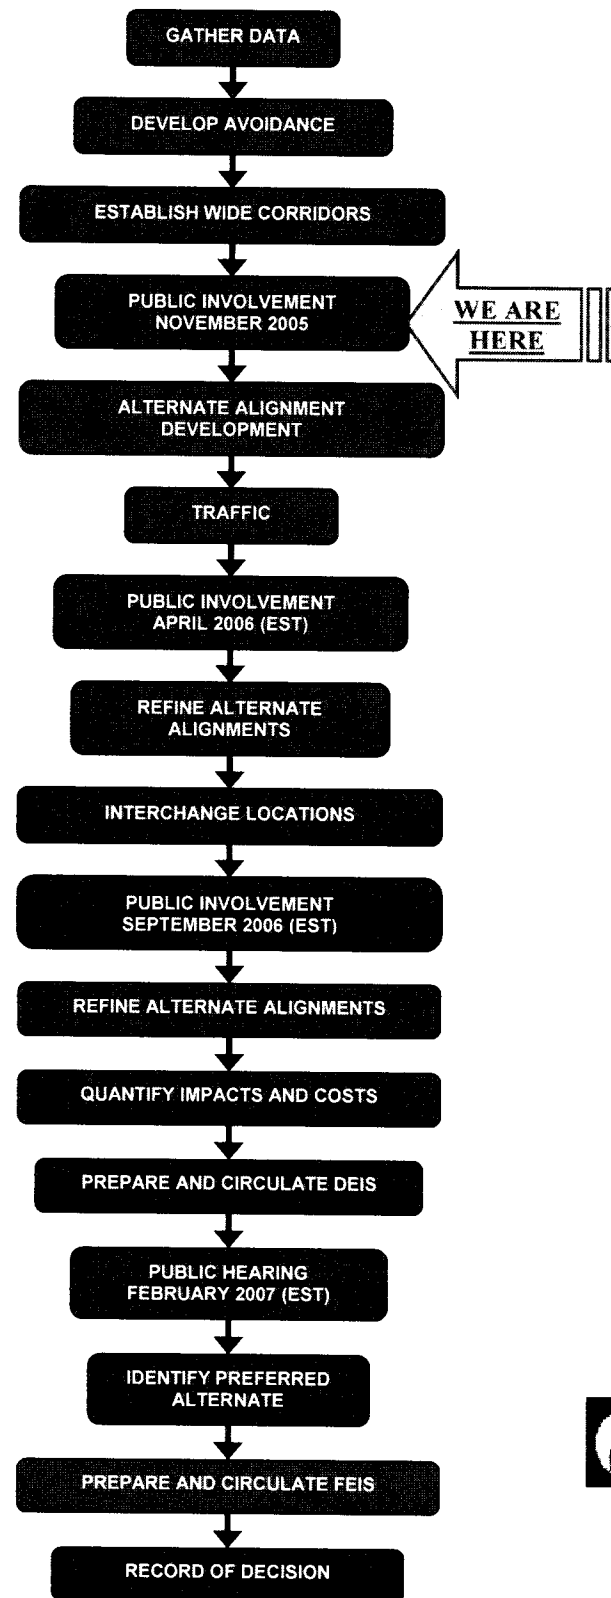 GATHER DATA
DEVELOP AVOIDANCE
ESTABLISH WIDE CORRIDORS
PUBLIC INVOLVEMENT
NOVEMBER 2005
WE ARE
HERE
ALTERNATE ALIGNMENT
DEVELOPMENT
TRAFFIC
PUBLIC INVOLVEMENT
APRIL 2006 (EST)
REFINE ALTERNATE
ALIGNMENTS
INTERCHANGE LOCATIONS
PUBLIC INVOLVEMENT
SEPTEMBER 2006 (EST)
REFINE ALTERNATE ALIGNMENTS
QUANTIFY IMPACTS AND COSTS
PREPARE AND CIRCULATE DEIS
PUBLIC HEARING
FEBRUARY 2007 (EST)
IDENTIFY PREFERRED
ALTERNATE
PREPARE AND CIRCULATE FEIS
RECORD OF DECISION